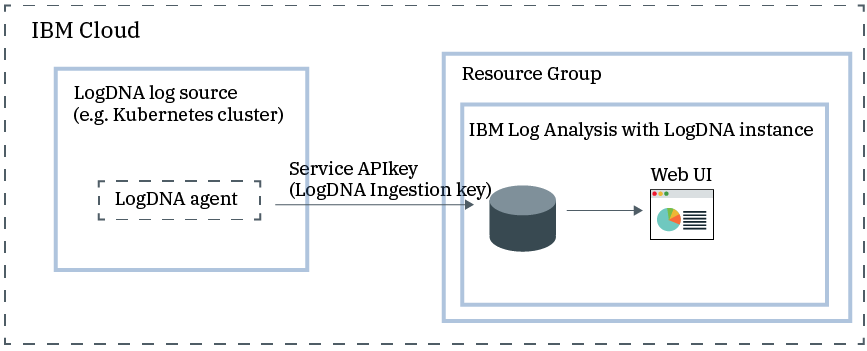 IBM Cloud
LogDNA log source
(e.g. Kubernetes cluster)
LogDNA agent
Service APIkey
(LogDNA Ingestion key)
Resource Group
IBM Log Analysis with LogDNA instance
Web UI